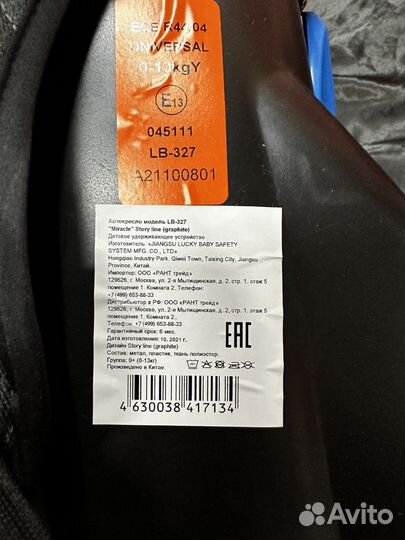 ECE R44.04
UNIVERSAL
0-13kgY
E13
045111
LB-327
A21100801
Автокресло модель LB-327
"Miracle" Story line (graphite)
Детское удерживающее устройство
Изготовитель: «JIANGSU LUCKY BABY SAFETY
SYSTEM MFG. CO., LTD»
Hongqiao Industry Park, Qiwei Town, Taixing City, Jiangsu
Province, Китай.
Импортер: ООО «РАНТ трейд»
129626, г. Москва, ул. 2-я Мытищинская, д. 2, стр. 1, этаж 5
помещение 1. Комната 2. Телефон:
+7(499) 653-88-33
Дистрибьютор в РФ: ООО «РАНТ трейд»
129626, г. Москва, ул. 2-я Мытищинская, д. 2, стр. 1, этаж 5
помещение 1. Комната 2.,
Телефон: +7 (499) 653-88-33
Гарантийный срок: 6 мес.
Дата изготовления: 10. 2021 г.
Дизайн Story line (graphite)
Состав: метал, пластик, ткань полиэстер.
Группа: 0+ (0-13кг)
Произведено в Китае.
EAC
4 630038 417134
Avito